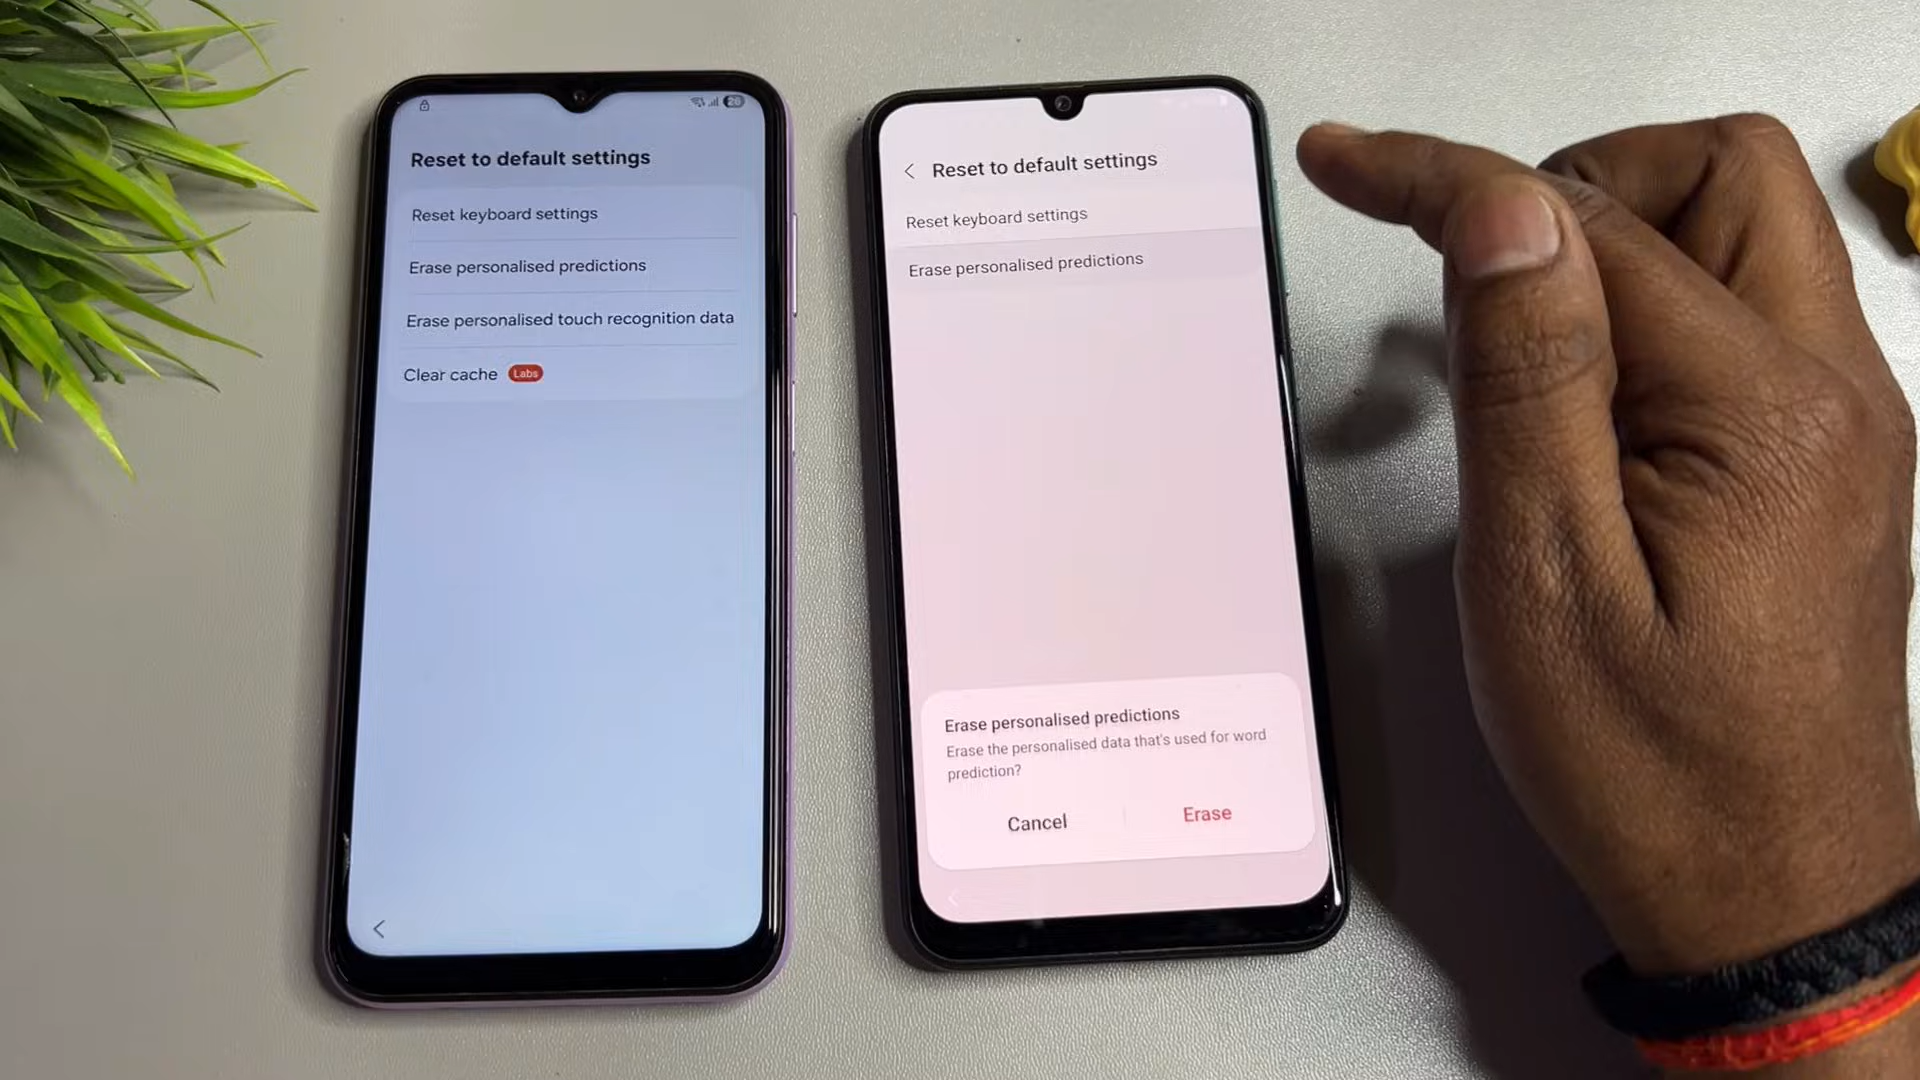 20
Reset to default settings
Reset keyboard settings
Erase personalised predictions
Erase personalised touch recognition data
Clear cache Labs
Reset to default settings
Reset keyboard settings
Erase personalised predictions
Erase personalised predictions
Erase the personalised data that's used for word
prediction?
Cancel
Erase